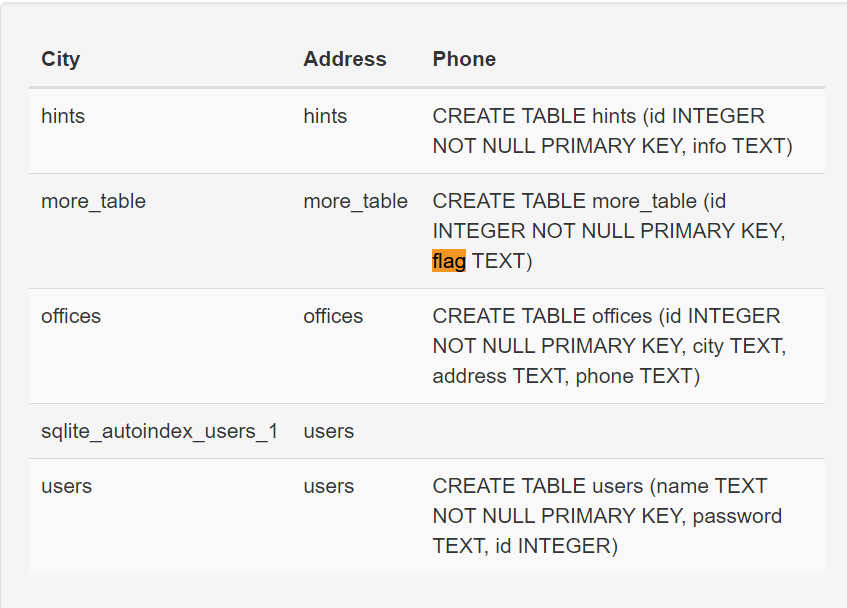 City Address Phone
hints hints CREATE TABLE hints (id INTEGER
NOT NULL PRIMARY KEY, info TEXT)
more_table more_table CREATE TABLE more_table (id
INTEGER NOT NULL PRIMARY KEY,
flag TEXT)
offices offices CREATE TABLE offices (id INTEGER
NOT NULL PRIMARY KEY, city TEXT,
address TEXT, phone TEXT)
sqlite_autoindex_users_1 users
users users CREATE TABLE users (name TEXT
NOT NULL PRIMARY KEY, password
TEXT, id INTEGER)